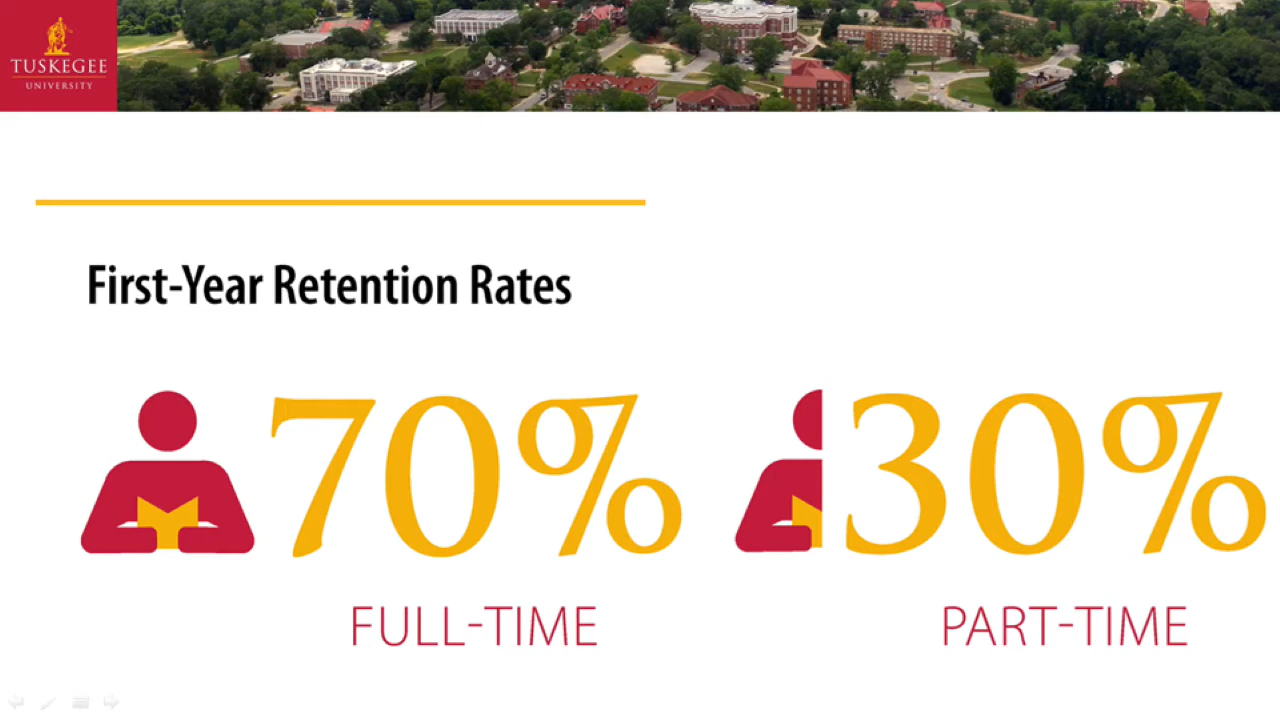 TUSKEGEE
UNIVERSITY
First-Year Retention Rates
70%
30%
FULL-TIME
PART-TIME